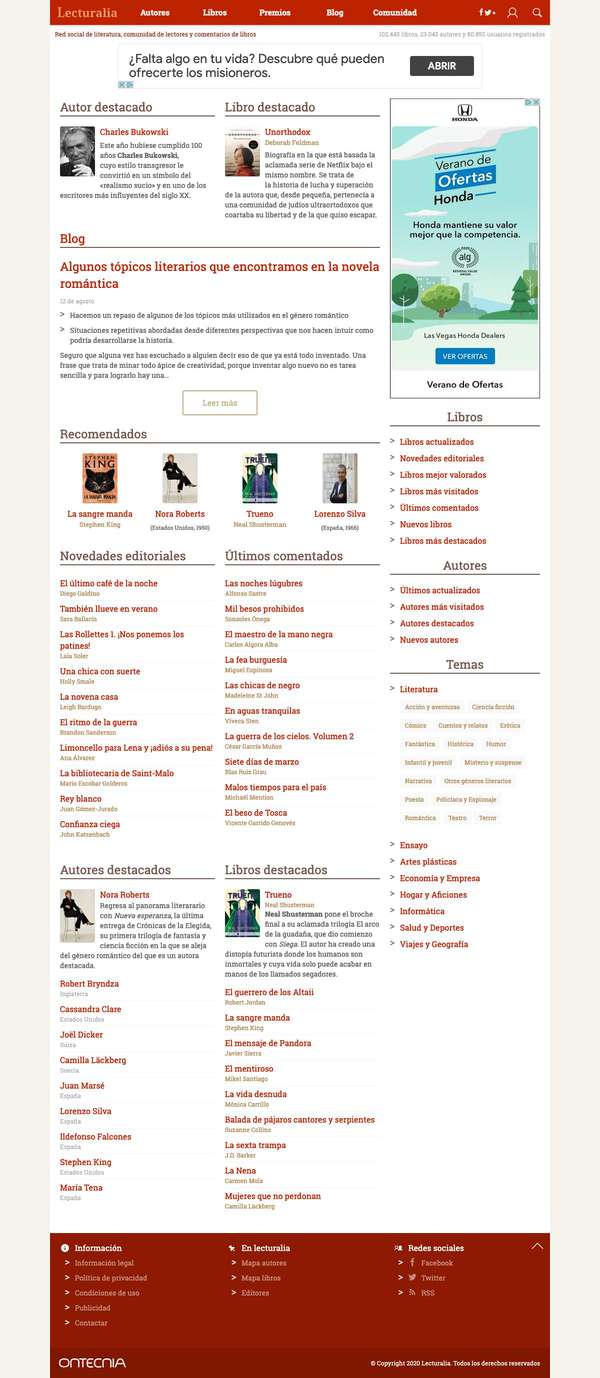 Lecturalia
Autores
Libros
Premios
Blog
Comunidad
Red social de literatura, comunidad de lectores y comentarios de libros
102.445 libros, 23.043 autores y 80.892 usuarios registrados
¿Falta algo en tu vida? Descubre qué pueden
ofrecerte los misioneros.
ABRIR
Autor destacado
Charles Bukowski
Este año hubiese cumplido 100
años Charles Bukowski,
cuyo estilo transgresor le
convirtió en un símbolo del
«realismo sucio» y en uno de los
escritores más influyentes del siglo XX.
Libro destacado
Unorthodox
Deborah Feldman
Biografía en la que está basada la
aclamada serie de Netflix bajo el
mismo nombre. Se trata de
la historia de lucha y superación
de la autora que, desde pequeña, pertenecía a
una comunidad de judíos ultraortodoxos que
coartaba su libertad y de la que quiso escapar.
HONDA
Verano de
Ofertas
Honda
Honda mantiene su valor
mejor que la competencia.
alg
Las Vegas Honda Dealers
VER OFERTAS
Verano de Ofertas
Blog
Algunos tópicos literarios que encontramos en la novela
romántica
12 de agosto
Hacemos un repaso de algunos de los tópicos más utilizados en el género romántico
Situaciones repetitivas abordadas desde diferentes perspectivas que nos hacen intuir como
podría desarrollarse la historia.
Seguro que alguna vez has escuchado a alguien decir eso de que ya está todo inventado. Una
frase que trata de minar todo ápice de creatividad, porque inventar algo nuevo no es tarea
sencilla y para lograrlo hay una...
Leer más
Recomendados
STEPHEN
KING
La sangre manda
Stephen King
Nora Roberts
(Estados Unidos, 1950)
TRUENO
Trueno
Neal Shusterman
Lorenzo Silva
(España, 1966)
Novedades editoriales
El último café de la noche
Diego Galdino
También llueve en verano
Sara Ballarín
Las Rollettes 1. ¡Nos ponemos los
patines!
Laia Soler
Una chica con suerte
Holly Smale
La novena casa
Leigh Bardugo
El ritmo de la guerra
Brandon Sanderson
Limoncello para Lena y ¡adiós a su pena!
Ana Álvarez
La bibliotecaria de Saint-Malo
Mario Escobar Golderos
Rey blanco
Juan Gómez-Jurado
Confianza ciega
John Katzenbach
Últimos comentados
Las noches lúgubres
Alfonso Sastre
Mil besos prohibidos
Sonsoles Ónega
El maestro de la mano negra
Carlos Algora Alba
La fea burguesía
Miguel Espinosa
Las chicas de negro
Madeleine St John
En aguas tranquilas
Viveca Sten
La guerra de los cielos. Volumen 2
César García Muñoz
Siete días de marzo
Blas Ruiz Grau
Malos tiempos para el país
Michaël Mention
El beso de Tosca
Vicente Garrido Genovés
Libros
Libros actualizados
Novedades editoriales
Libros mejor valorados
Libros más visitados
Últimos comentados
Nuevos libros
Libros más destacados
Autores
Últimos actualizados
Autores más visitados
Autores destacados
Nuevos autores
Temas
Literatura
Acción y aventuras
Ciencia ficción
Cómics
Cuentos y relatos
Erótica
Fantástica
Histórica
Humor
Infantil y juvenil
Misterio y suspense
Narrativa
Otros géneros literarios
Poesía
Policíaca y Espionaje
Romántica
Teatro
Terror
Ensayo
Artes plásticas
Economía y Empresa
Hogar y Aficiones
Informática
Salud y Deportes
Viajes y Geografía
Autores destacados
Nora Roberts
Regresa al panorama literarario
con Nueva esperanza, la última
entrega de Crónicas de la Elegida,
su primera trilogía de fantasía y
ciencia ficción en la que se aleja
del género romántico del que es un autora
destacada.
Robert Bryndza
Inglaterra
Cassandra Clare
Estados Unidos
Joël Dicker
Suiza
Camilla Läckberg
Suecia
Juan Marsé
España
Lorenzo Silva
España
Ildefonso Falcones
España
Stephen King
Estados Unidos
María Tena
España
Libros destacados
TRUENO
Trueno
Neal Shusterman
Neal Shusterman pone el broche
final a su aclamada trilogía El arco
de la guadaña, que dio comienzo
con Siega. El autor ha creado una
distopía futurista donde los humanos son
inmortales y cuya vida solo puede acabar en
manos de los llamados segadores.
El guerrero de los Altaii
Robert Jordan
La sangre manda
Stephen King
El mensaje de Pandora
Javier Sierra
El mentiroso
Mikel Santiago
La vida desnuda
Mónica Carrillo
Balada de pájaros cantores y serpientes
Suzanne Collins
La sexta trampa
J.D. Barker
La Nena
Carmen Mola
Mujeres que no perdonan
Camilla Läckberg
Información
Información legal
Política de privacidad
Condiciones de uso
Publicidad
Contactar
En lecturalia
Mapa autores
Mapa libros
Editores
Redes sociales
Facebook
Twitter
RSS
ONTECNIA
© Copyright 2020 Lecturalia. Todos los derechos reservados